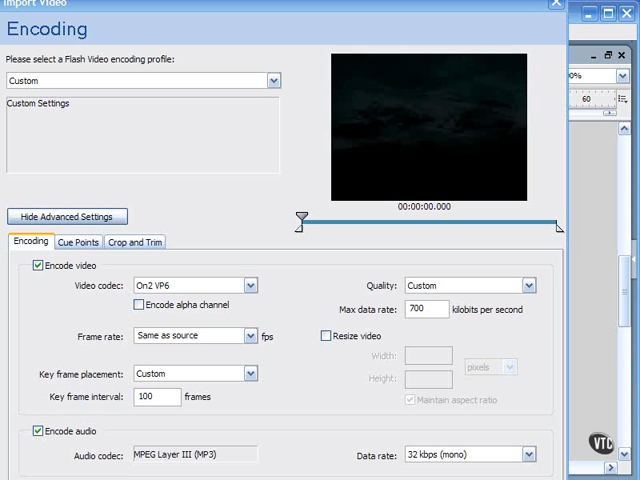 Import Video
Encoding
Please select a Flash Video encoding profile:
Custom
Custom Settings
00:00:00.000
Hide Advanced Settings
Encoding Cue Points Crop and Trim
Encode video
Video codec: On2 VP6 Quality: Custom
Encode alpha channel Max data rate: 700 kilobits per second
Frame rate: Same as source fps Resize video
Width: pixels
Key frame placement: Custom Height:
Key frame interval: 100 frames Maintain aspect ratio
Encode audio
Audio codec: MPEG Layer III (MP3) Data rate: 32 kbps (mono)
0%
60
VTC